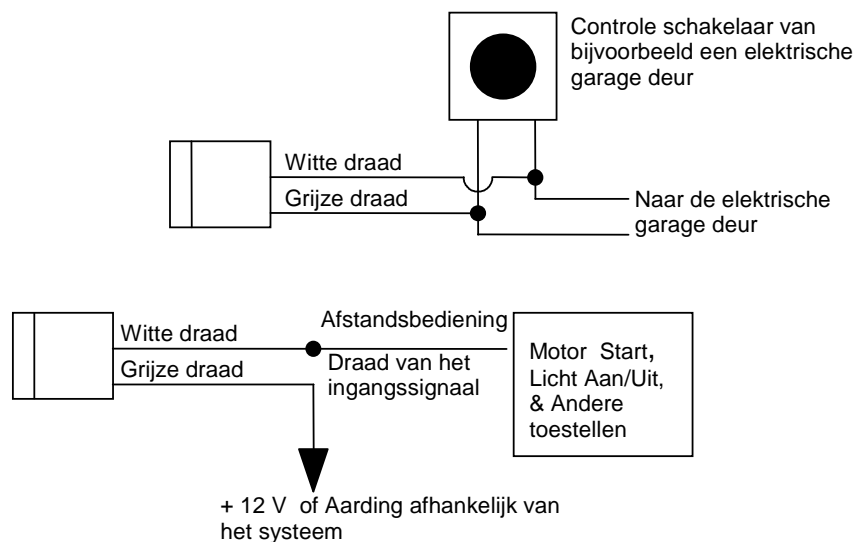 Controle schakelaar van
bijvoorbeeld een elektrische
garage deur
Witte draad
Grijze draad
Naar de elektrische
garage deur
Witte draad
Grijze draad
Afstandsbediening
Draad van het
ingangssignaal
Motor Start,
Licht Aan/Uit,
& Andere
toestellen
+ 12 V of Aarding afhankelijk van
het systeem